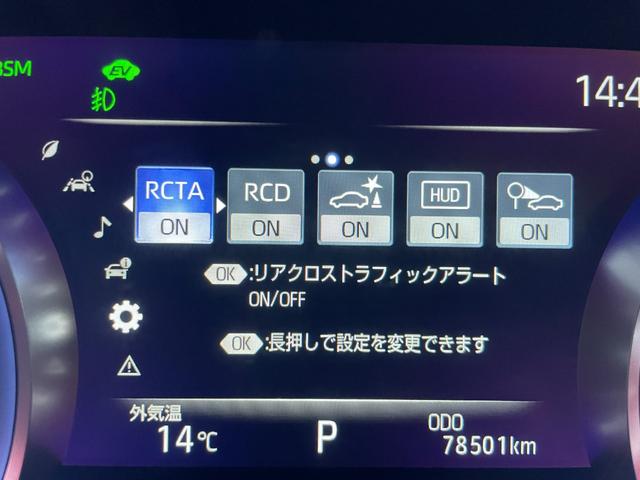 BSM
EV
14:4
RCTA
RCD
HUD
ON
ON
ON
ON
ON
OK :リアクロストラフィックアラート
ON/OFF
OK :長押しで設定を変更できます
外気温
14℃
P
ODO
78501km